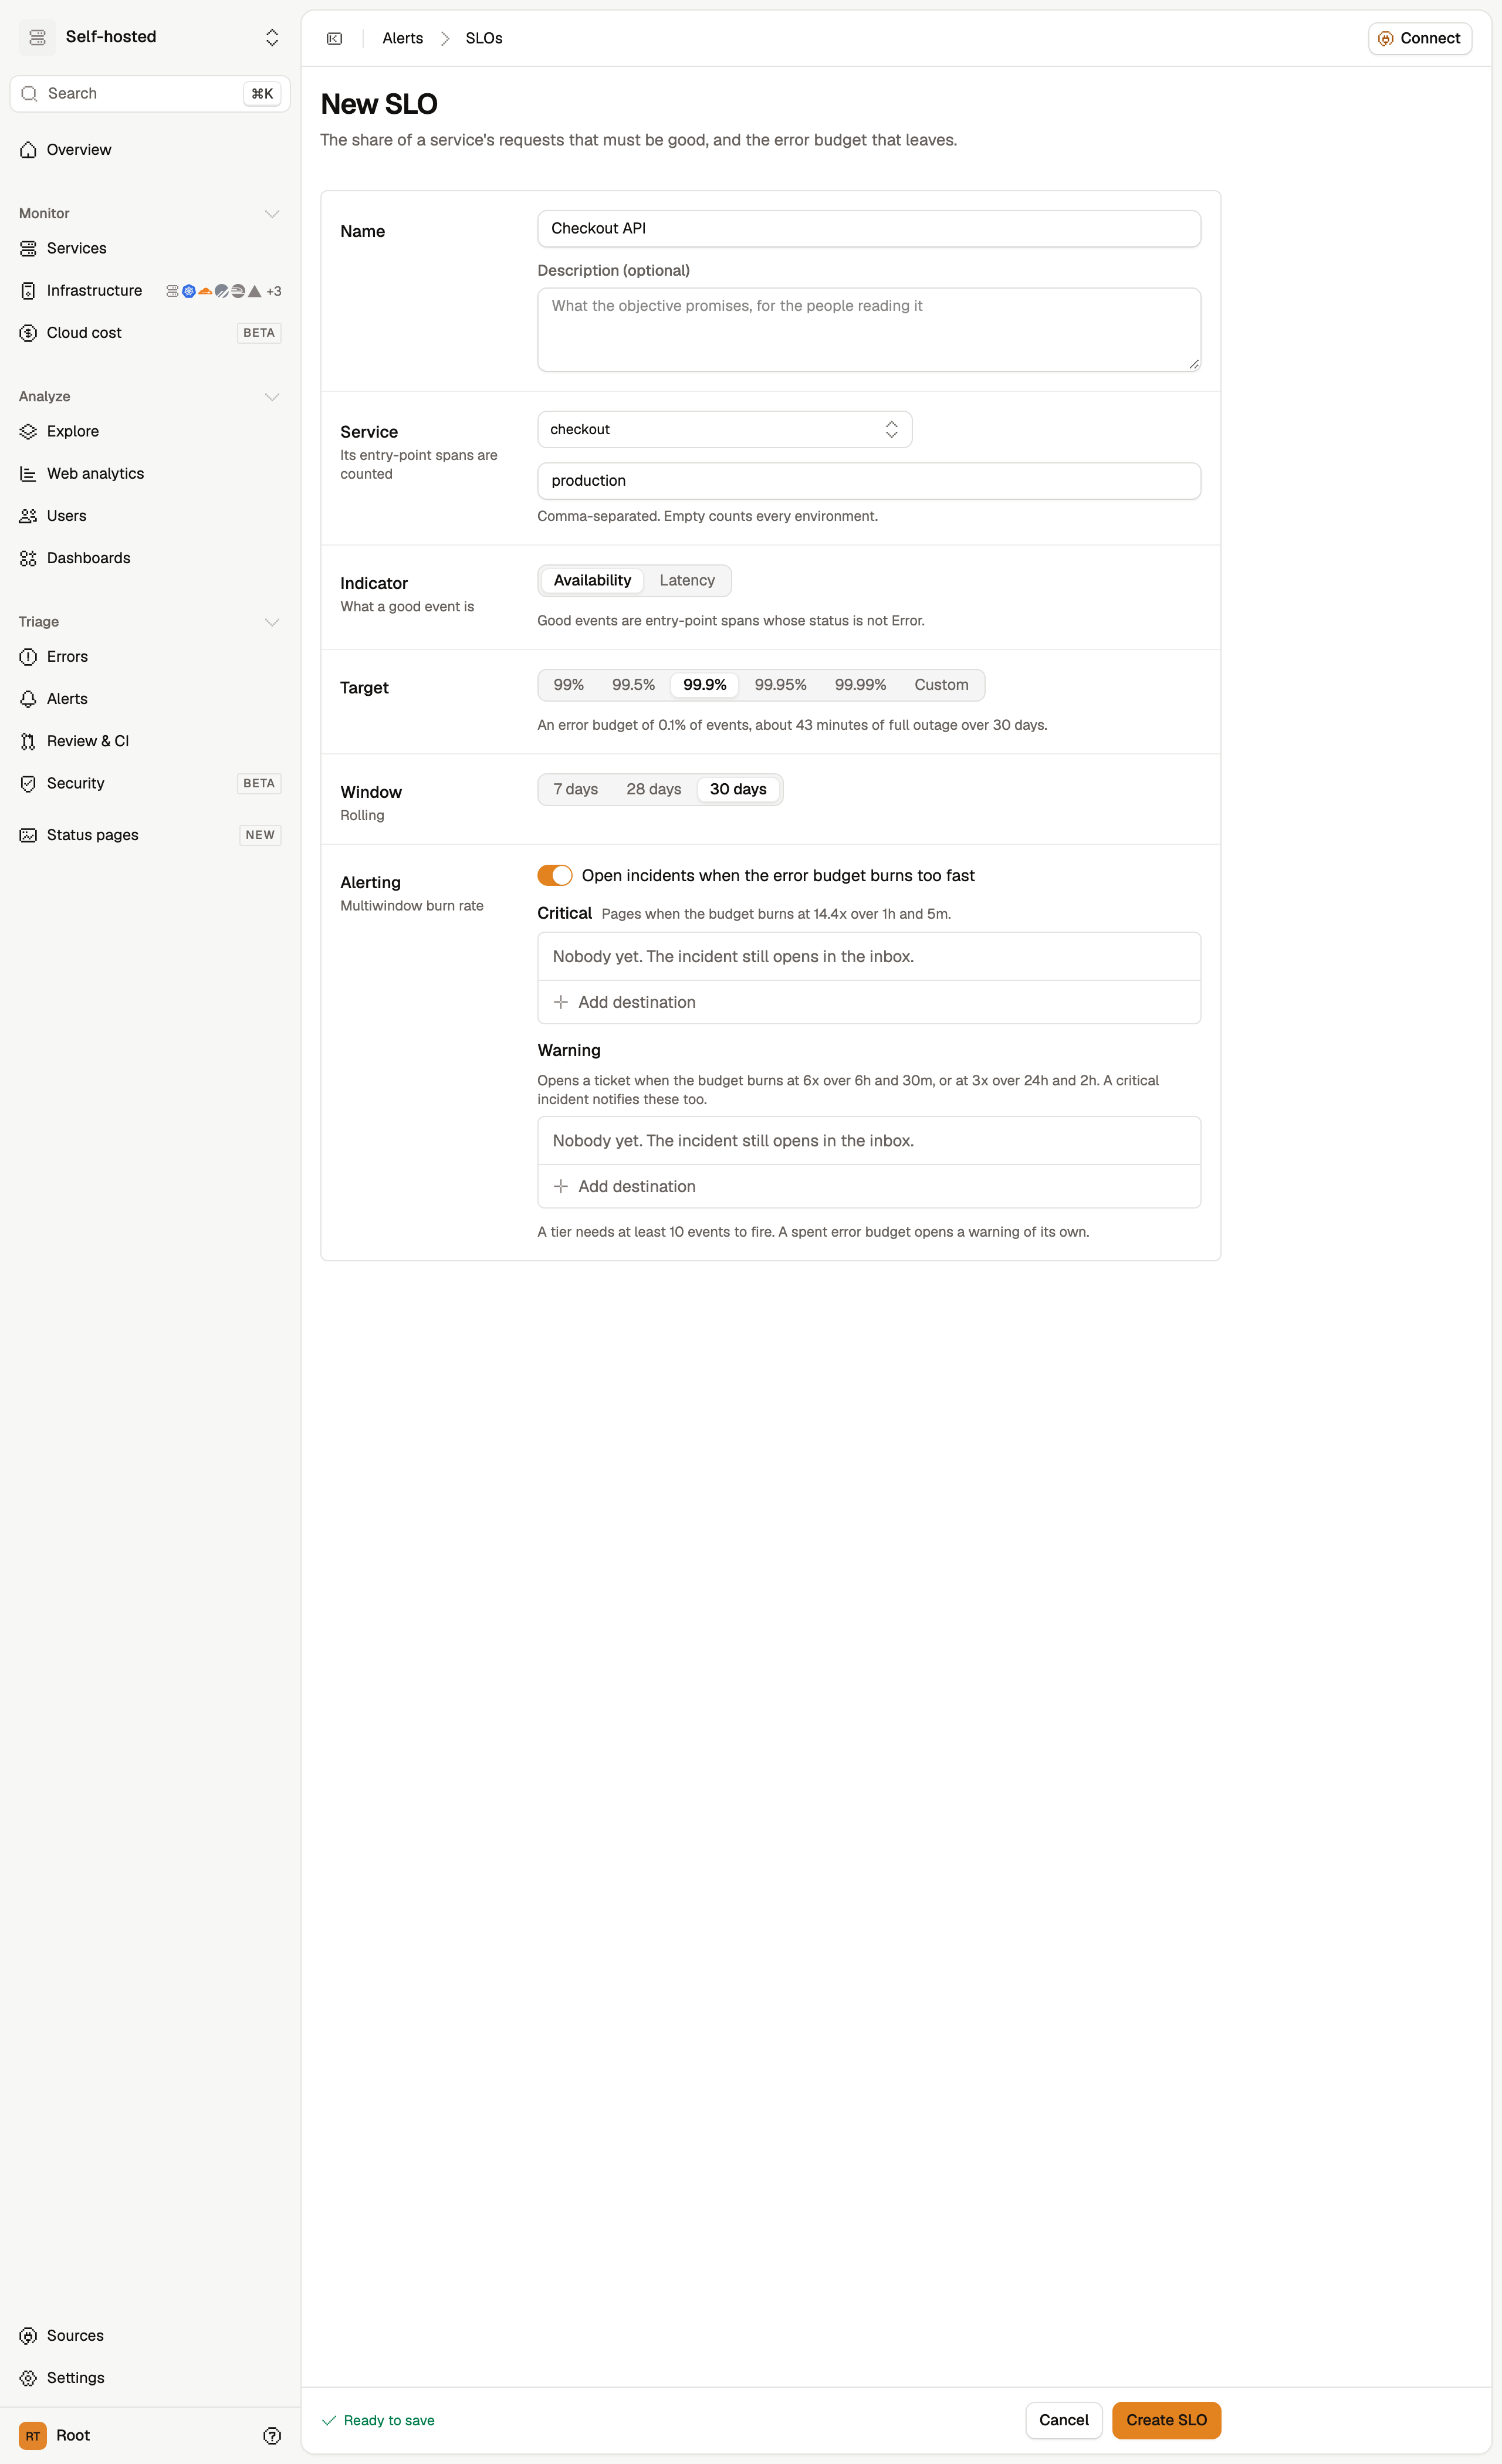 Self-hosted
Search
⌘K
Overview
Monitor
Services
Infrastructure
+3
Cloud cost
BETA
Analyze
Explore
Web analytics
Users
Dashboards
Triage
Errors
Alerts
Review & CI
Security
BETA
Status pages
NEW
Sources
Settings
RT
Root
Alerts
SLOs
Connect
New SLO
The share of a service's requests that must be good, and the error budget that leaves.
Name
Checkout API
Description (optional)
What the objective promises, for the people reading it
Service
Its entry-point spans are
counted
checkout
production
Comma-separated. Empty counts every environment.
Indicator
What a good event is
Availability
Latency
Good events are entry-point spans whose status is not Error.
Target
99%
99.5%
99.9%
99.95%
99.99%
Custom
An error budget of 0.1% of events, about 43 minutes of full outage over 30 days.
Window
Rolling
7 days
28 days
30 days
Alerting
Multiwindow burn rate
Open incidents when the error budget burns too fast
Critical Pages when the budget burns at 14.4x over 1h and 5m.
Nobody yet. The incident still opens in the inbox.
Add destination
Warning
Opens a ticket when the budget burns at 6x over 6h and 30m, or at 3x over 24h and 2h. A critical
incident notifies these too.
Nobody yet. The incident still opens in the inbox.
Add destination
A tier needs at least 10 events to fire. A spent error budget opens a warning of its own.
Ready to save
Cancel
Create SLO